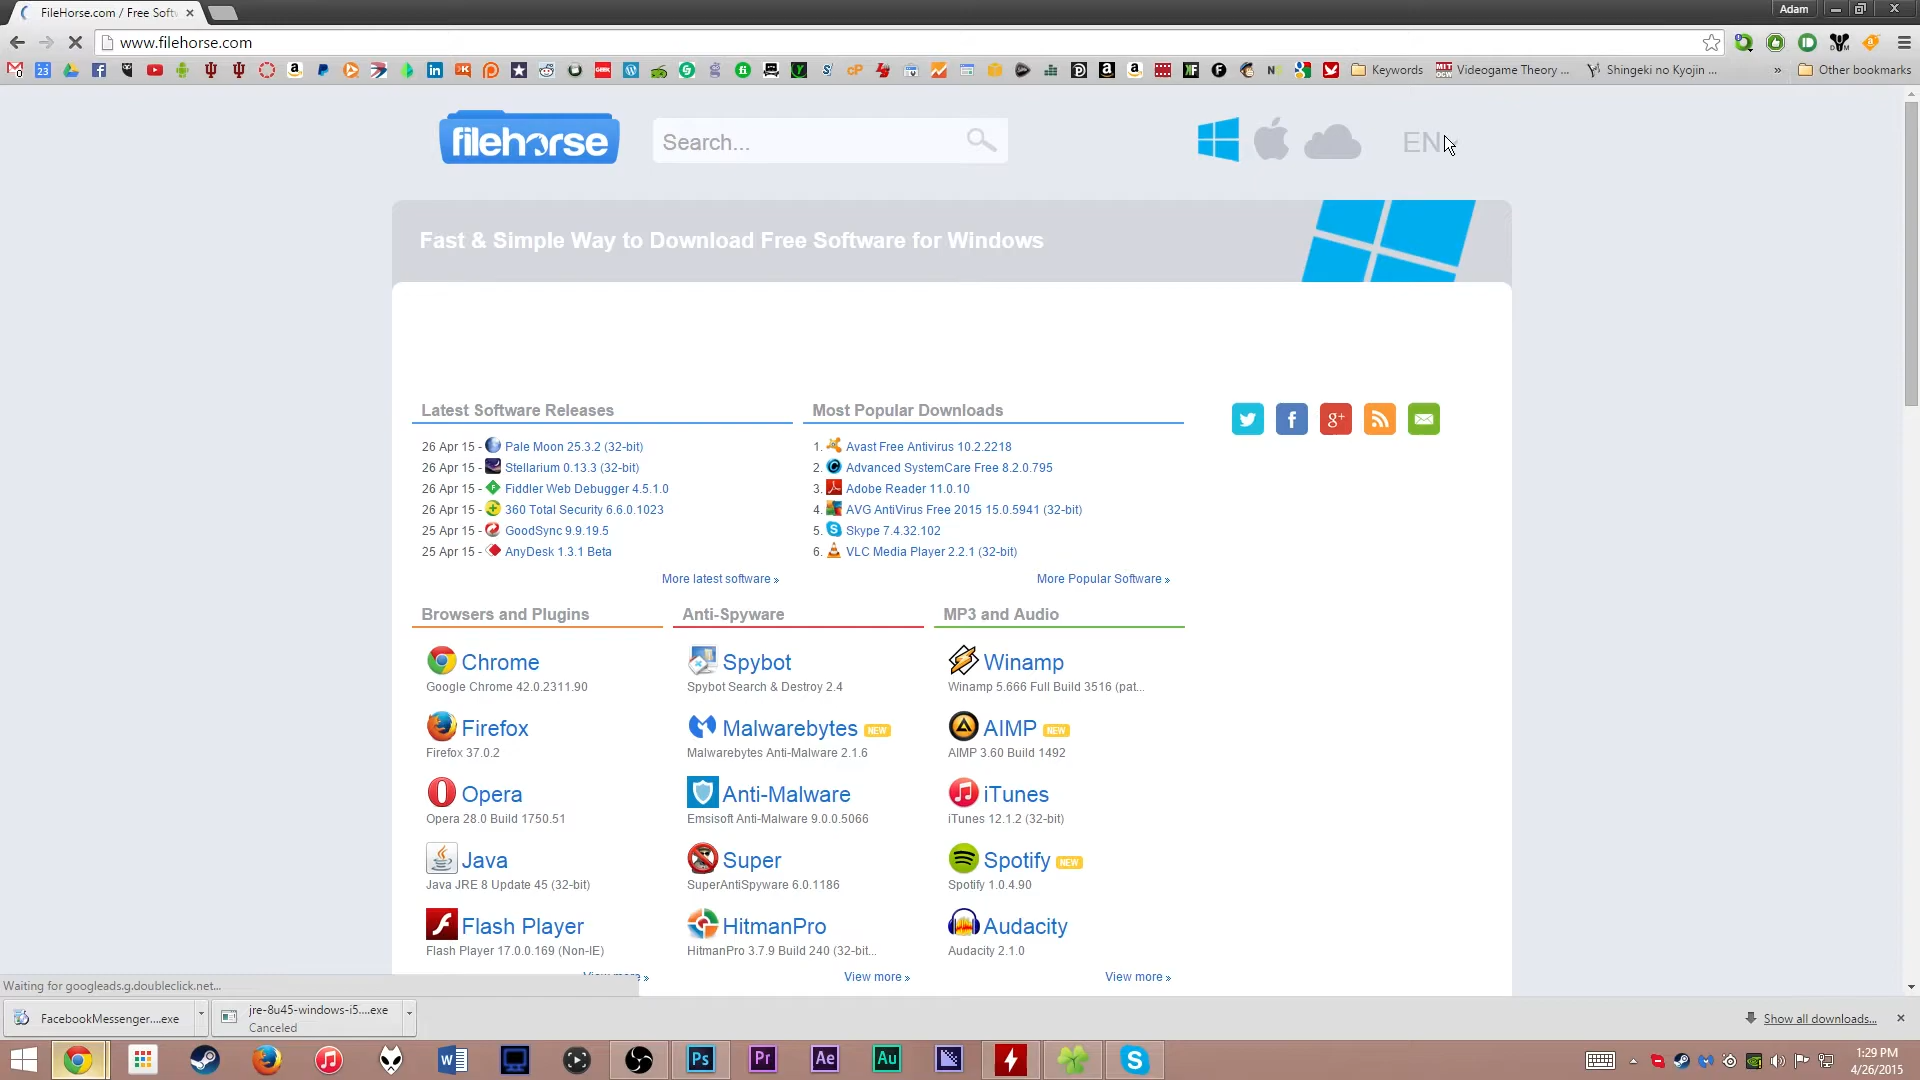 FileHorse.com / Free Softw
Adam
www.filehorse.com
Keywords
Videogame Theory ...
Shingeki no Kyojin ...
»
Other bookmarks
filehorse
Search...
EN
Fast & Simple Way to Download Free Software for Windows
Latest Software Releases
26 Apr 15 - Pale Moon 25.3.2 (32-bit)
26 Apr 15 - Stellarium 0.13.3 (32-bit)
26 Apr 15 - Fiddler Web Debugger 4.5.1.0
26 Apr 15 - 360 Total Security 6.6.0.1023
25 Apr 15 - GoodSync 9.9.19.5
25 Apr 15 - AnyDesk 1.3.1 Beta
More latest software »
Most Popular Downloads
1. Avast Free Antivirus 10.2.2218
2. Advanced SystemCare Free 8.2.0.795
3. Adobe Reader 11.0.10
4. AVG AntiVirus Free 2015 15.0.5941 (32-bit)
5. Skype 7.4.32.102
6. VLC Media Player 2.2.1 (32-bit)
More Popular Software »
Browsers and Plugins
Chrome
Google Chrome 42.0.2311.90
Firefox
Firefox 37.0.2
Opera
Opera 28.0 Build 1750.51
Java
Java JRE 8 Update 45 (32-bit)
Flash Player
Flash Player 17.0.0.169 (Non-IE)
View more »
Anti-Spyware
Spybot
Spybot Search & Destroy 2.4
Malwarebytes NEW
Malwarebytes Anti-Malware 2.1.6
Anti-Malware
Emsisoft Anti-Malware 9.0.0.5066
Super
SuperAntiSpyware 6.0.1186
HitmanPro
HitmanPro 3.7.9 Build 240 (32-bit...
View more »
MP3 and Audio
Winamp
Winamp 5.666 Full Build 3516 (pat...
AIMP NEW
AIMP 3.60 Build 1492
iTunes
iTunes 12.1.2 (32-bit)
Spotify NEW
Spotify 1.0.4.90
Audacity
Audacity 2.1.0
View more »
Waiting for googleads.g.doubleclick.net...
FacebookMessenger....exe
jre-8u45-windows-i5....exe
Canceled
Show all downloads...
Ps
Pr
Ae
Au
1:29 PM
4/26/2015